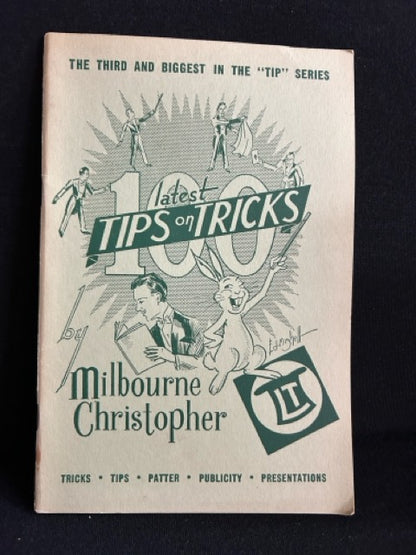 THE THIRD AND BIGGEST IN THE "TIP" SERIES
100
latest
TIPS on TRICKS
by
Milbourne
Christopher
LIT
TRICKS • TIPS • PATTER • PUBLICITY • PRESENTATIONS